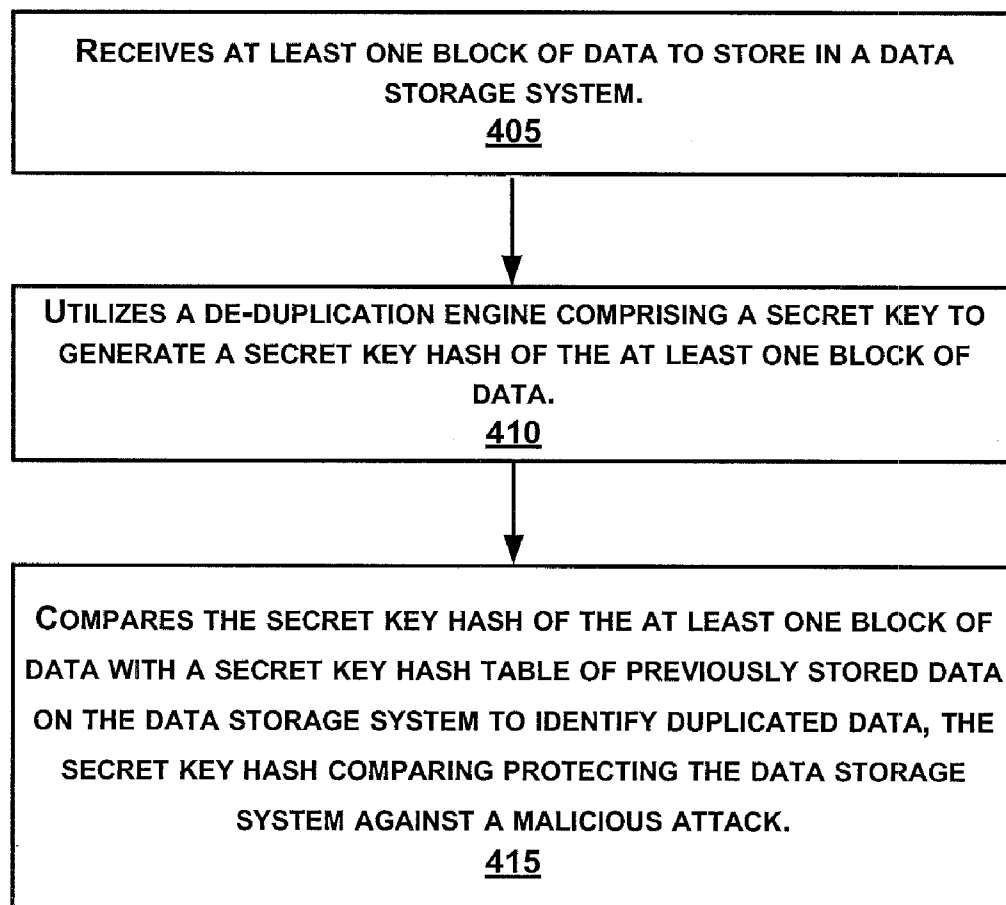 RECEIVES AT LEAST ONE BLOCK OF DATA TO STORE IN A DATA
STORAGE SYSTEM.
405
UTILIZES A DE-DUPLICATION ENGINE COMPRISING A SECRET KEY TO
GENERATE A SECRET KEY HASH OF THE AT LEAST ONE BLOCK OF
DATA.
410
COMPARES THE SECRET KEY HASH OF THE AT LEAST ONE BLOCK OF
DATA WITH A SECRET KEY HASH TABLE OF PREVIOUSLY STORED DATA
ON THE DATA STORAGE SYSTEM TO IDENTIFY DUPLICATED DATA, THE
SECRET KEY HASH COMPARING PROTECTING THE DATA STORAGE
SYSTEM AGAINST A MALICIOUS ATTACK.
415